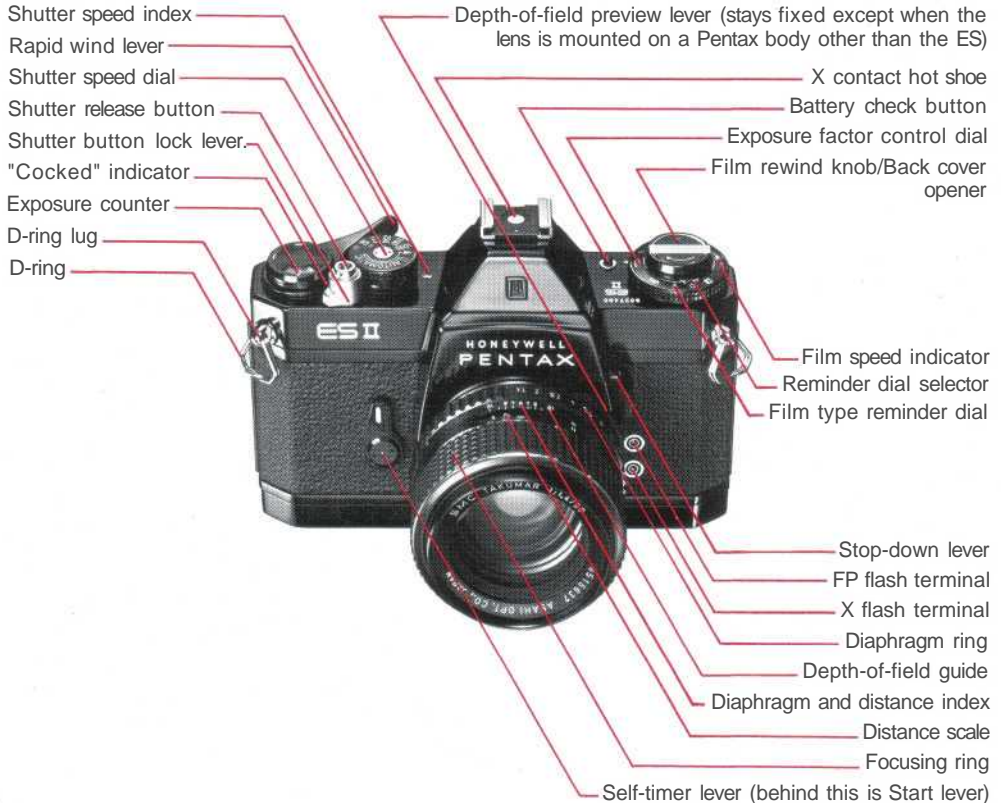 Shutter speed index
Rapid wind lever
Shutter speed dial
Shutter release button
Shutter button lock lever.
"Cocked" indicator
Exposure counter
D-ring lug
D-ring
Depth-of-field preview lever (stays fixed except when the
lens is mounted on a Pentax body other than the ES)
X contact hot shoe
Battery check button
Exposure factor control dial
Film rewind knob/Back cover
opener
ES II
HONEYWELL
PENTAX
Film speed indicator
Reminder dial selector
Film type reminder dial
SMC TAKUMAR
ASAHI OPT. CO.
Stop-down lever
FP flash terminal
X flash terminal
Diaphragm ring
Depth-of-field guide
Diaphragm and distance index
Distance scale
Focusing ring
Self-timer lever (behind this is Start lever)